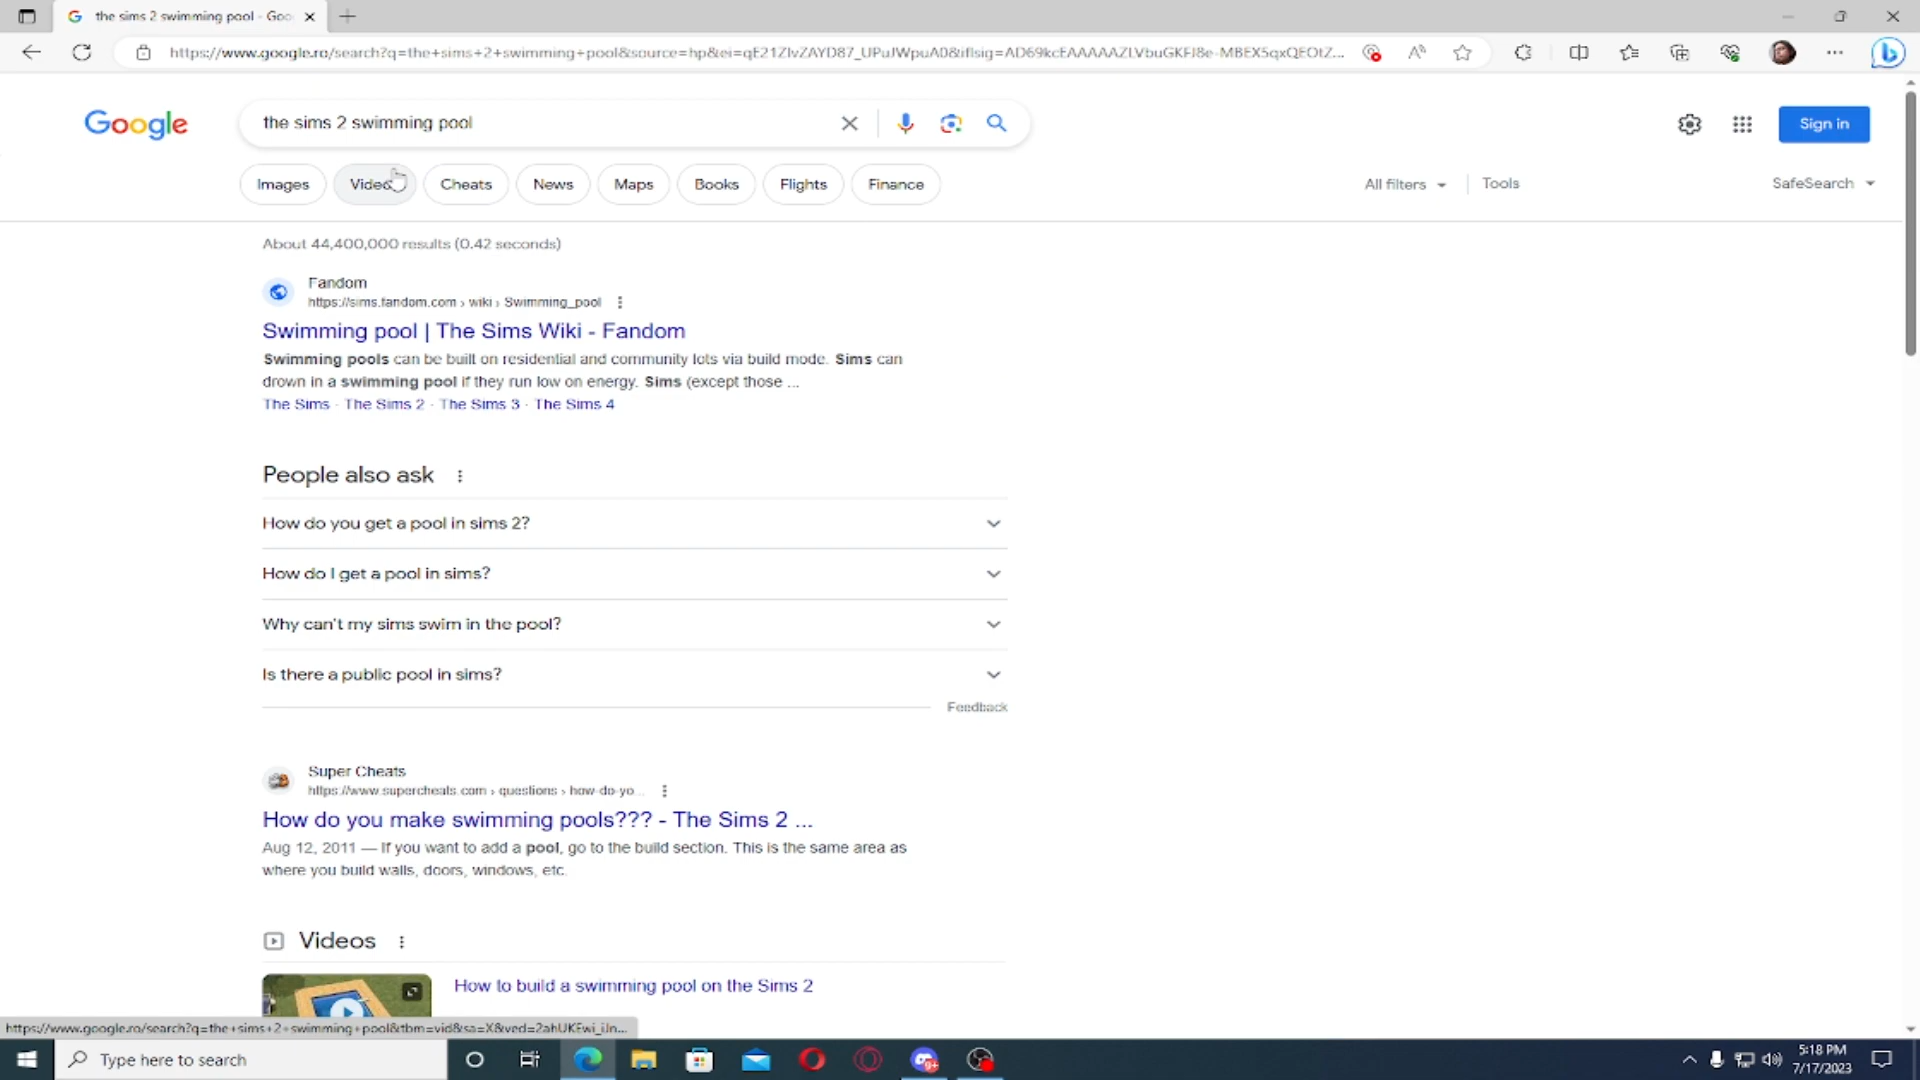 the sims 2 swimming pool - Goo
https://www.google.ro/search?q=the+sims+2+swimming+pool&source=hp&ei=
Google
the sims 2 swimming pool
Sign in
Images
Videos
Cheats
News
Maps
Books
Flights
Finance
All filters
Tools
SafeSearch
About 44,400,000 results (0.42 seconds)
Fandom
https://sims.fandom.com › wiki › Swimming_pool
Swimming pool | The Sims Wiki - Fandom
Swimming pools can be built on residential and community lots via build mode. Sims can
drown in a swimming pool if they run low on energy. Sims (except those ...
The Sims · The Sims 2 · The Sims 3 · The Sims 4
People also ask
How do you get a pool in sims 2?
How do I get a pool in sims?
Why can't my sims swim in the pool?
Is there a public pool in sims?
Feedback
Super Cheats
https://www.supercheats.com › questions › how-do-yo...
How do you make swimming pools??? - The Sims 2 ...
Aug 12, 2011 — If you want to add a pool, go to the build section. This is the same area as
where you build walls, doors, windows, etc.
Videos
How to build a swimming pool on the Sims 2
https://www.google.ro/search?q=the+sims+2+swimming+pool&tbm=vid&sa=X&ved=
Type here to search
5:18 PM
7/17/2023